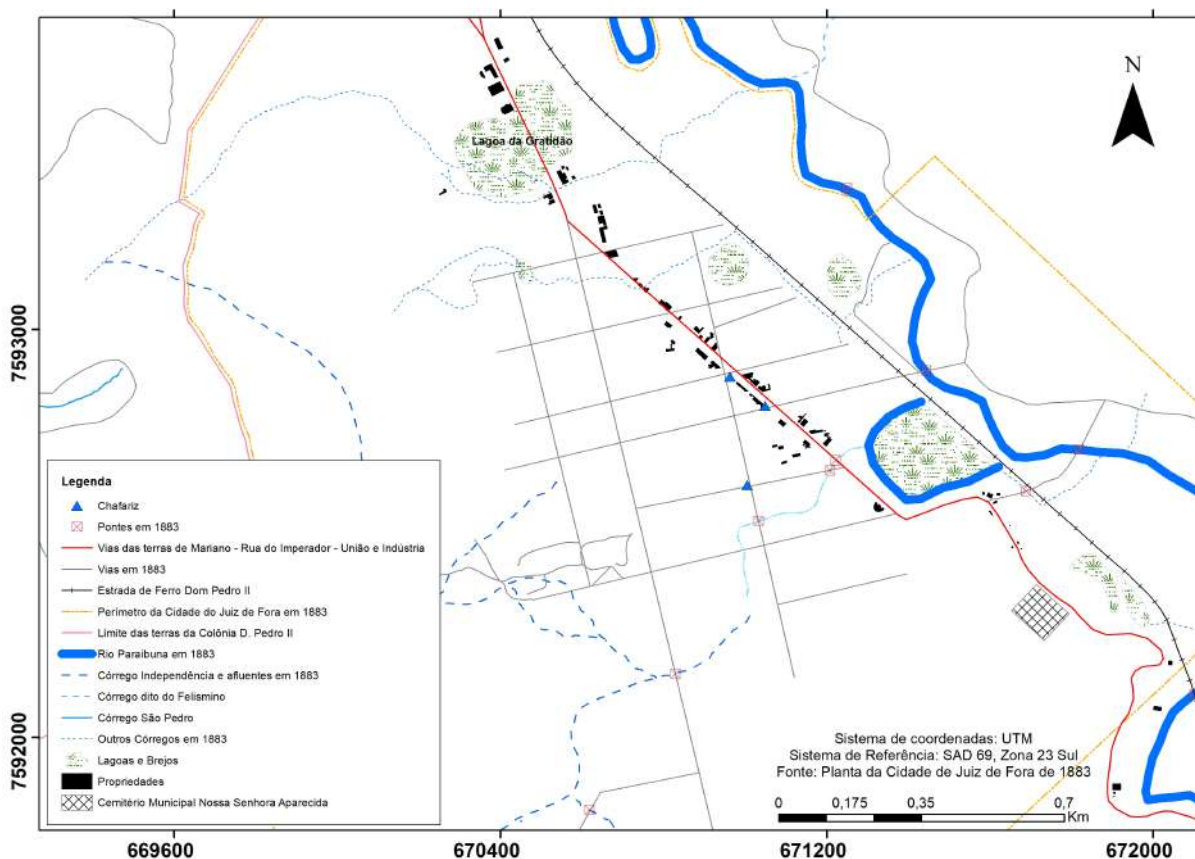 N
Lagoa da Gratidão
7593000
7592000
Legenda
Chafariz
Pontes em 1883
Vias das terras de Mariano - Rua do Imperador - União e Indústria
Vias em 1883
Estrada de Ferro Dom Pedro II
Perímetro da Cidade do Juiz de Fora em 1883
Limite das terras da Colônia D. Pedro II
Rio Paraibuna em 1883
Córrego Independência e afluentes em 1883
Córrego dito do Felismino
Córrego São Pedro
Outros Córregos em 1883
Lagoas e Brejos
Propriedades
Cemitério Municipal Nossa Senhora Aparecida
Sistema de coordenadas: UTM
Sistema de Referência: SAD 69, Zona 23 Sul
Fonte: Planta da Cidade de Juiz de Fora de 1883
0 0,175 0,35 0,7
Km
669600 670400 671200 672000